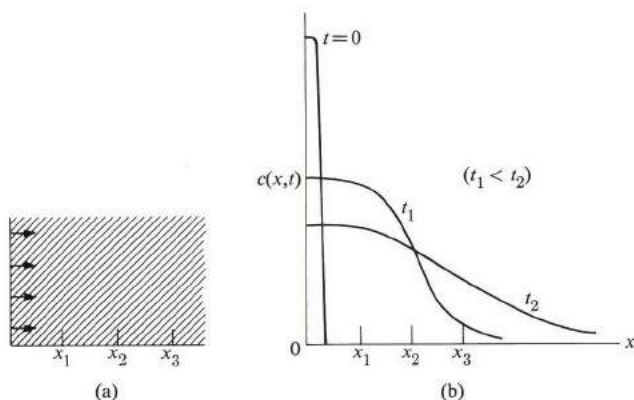 t=0
c(x,t)
(t₁ < t₂)
t₁
t₂
0
x₁
x₂
x₃
x
x₁
x₂
x₃
(a)
(b)